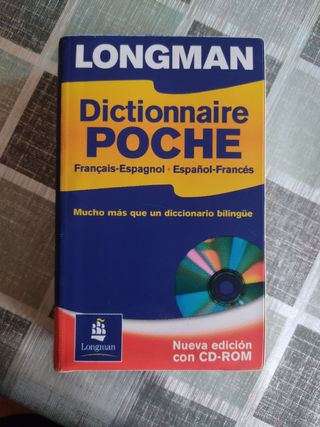 LONGMAN
Dictionnaire
POCHE
Français-Espagnol · Español-Francés
Mucho más que un diccionario bilingüe
Longman
Nueva edición
con CD-ROM